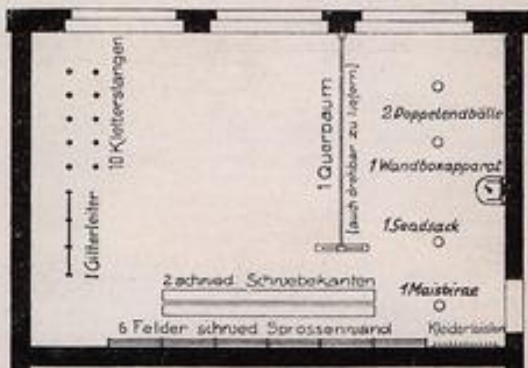 10 Kletterstangen
1 Gitterleiter
1 Querbaum
(auch drehbar zu liefern)
2 Doppelendbälle
1 Wandboxapparat
1 Sandsack
1 Maisbirne
2 schwed. Schwebekanten
6 Felder schwed. Sprossenwand
Kleiderleisten